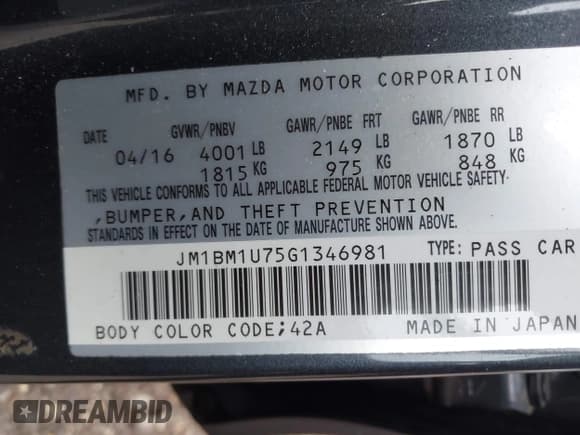 MFD. BY MAZDA MOTOR CORPORATION
DATE GVWR/PNBV GAWR/PNBE FRT GAWR/PNBE RR
04/16 4001 LB 2149 LB 1870 LB
1815 KG 975 KG 848 KG
THIS VEHICLE CONFORMS TO ALL APPLICABLE FEDERAL MOTOR VEHICLE SAFETY
,BUMPER,AND THEFT PREVENTION
STANDARDS IN EFFECT ON THE DATE OF MANUFACTURE SHOWN ABOVE.
JM1BM1U75G1346981 TYPE: PASS CAR
BODY COLOR CODE;42A MADE IN JAPAN
DREAMBID